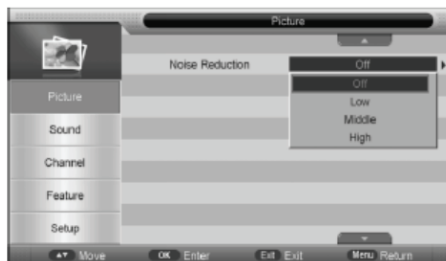 Picture
Noise Reduction
Off
Off
Low
Middle
High
Picture
Sound
Channel
Feature
Setup
Move
OK Enter
Exit Exit
Menu Return